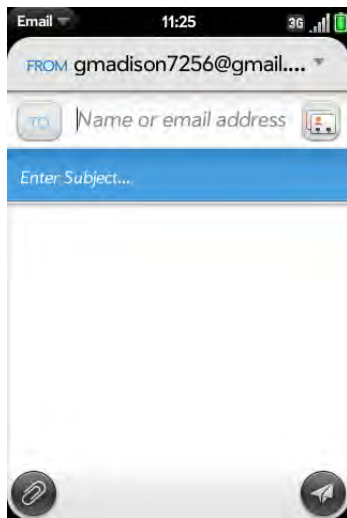 Email 11:25 3G
FROM gmadison7256@gmail....
TO Name or email address
Enter Subject...